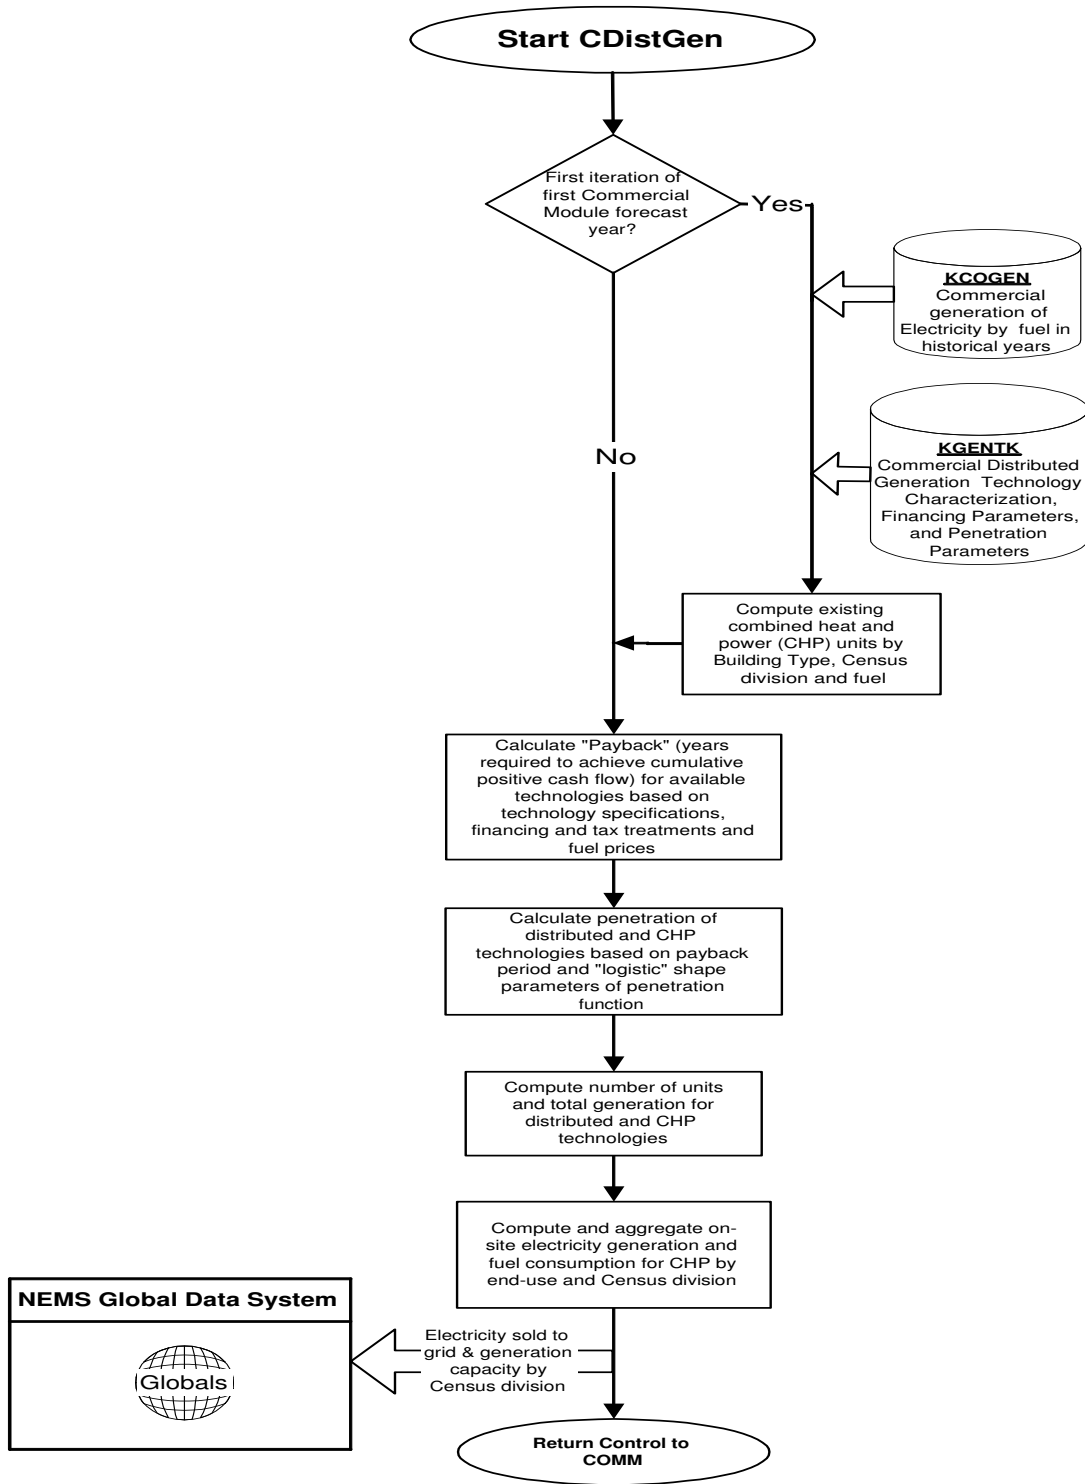 Start CDistGen
First iteration of
first Commercial
Module forecast
year?
Yes
KCOGEN
Commercial
generation of
Electricity by fuel in
historical years
No
KGENTK
Commercial Distributed
Generation Technology
Characterization,
Financing Parameters,
and Penetration
Parameters
Compute existing
combined heat and
power (CHP) units by
Building Type, Census
division and fuel
Calculate "Payback" (years
required to achieve cumulative
positive cash flow) for available
technologies based on
technology specifications,
financing and tax treatments and
fuel prices
Calculate penetration of
distributed and CHP
technologies based on payback
period and "logistic" shape
parameters of penetration
function
Compute number of units
and total generation for
distributed and CHP
technologies
Compute and aggregate on-
site electricity generation and
fuel consumption for CHP by
end-use and Census division
NEMS Global Data System
Globals
Electricity sold to
grid & generation
capacity by
Census division
Return Control to
COMM